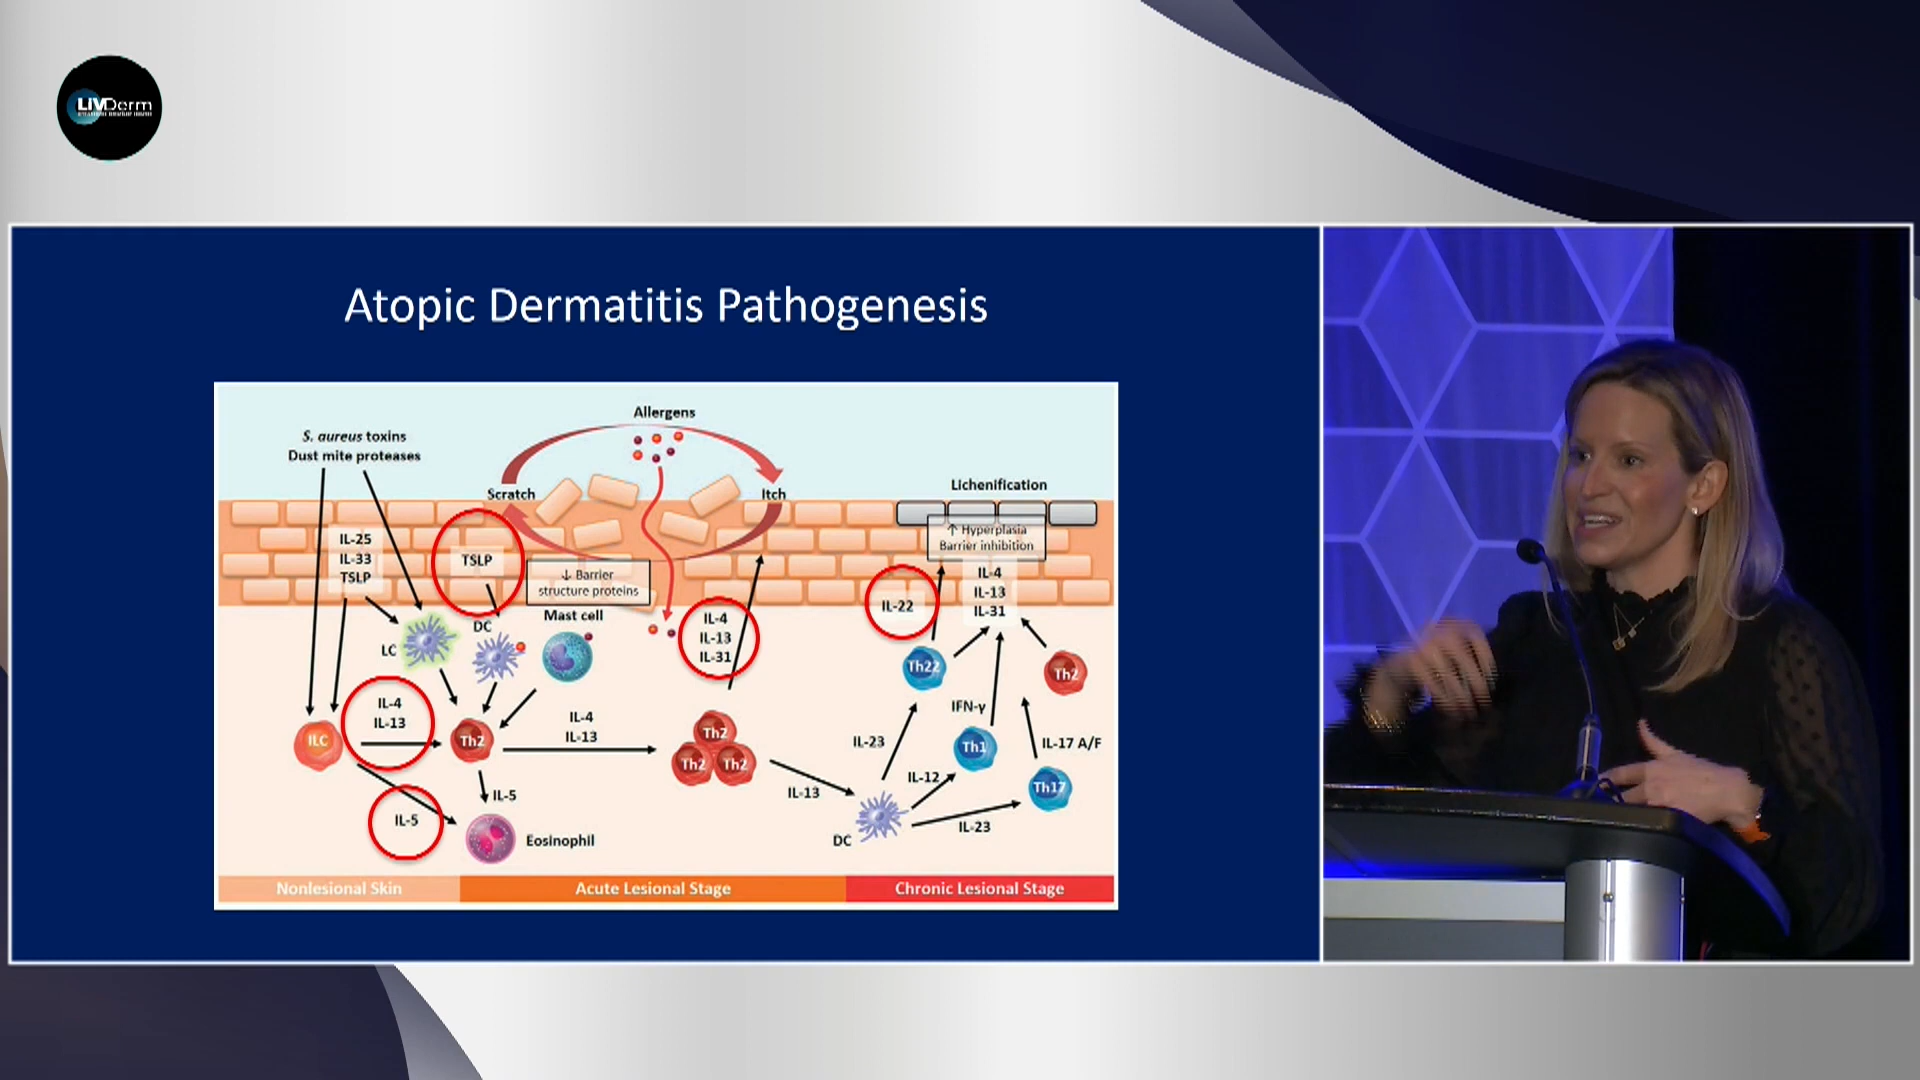 LIVDerm
Atopic Dermatitis Pathogenesis
Allergens
S. aureus toxins
Dust mite proteases
Scratch
Itch
Lichenification
IL-25
IL-33
TSLP
TSLP
↓ Barrier
structure proteins
↑ Hyperplasia
Barrier inhibition
IL-4
IL-13
IL-31
IL-22
LC
DC
Mast cell
IL-4
IL-13
IL-31
Th22
Th2
IL-4
IL-13
ILC
Th2
IL-4
IL-13
Th2
Th2
Th2
IFN-γ
IL-23
Th1
IL-17 A/F
IL-12
Th17
IL-13
IL-5
IL-5
Eosinophil
DC
IL-23
Nonlesional Skin
Acute Lesional Stage
Chronic Lesional Stage